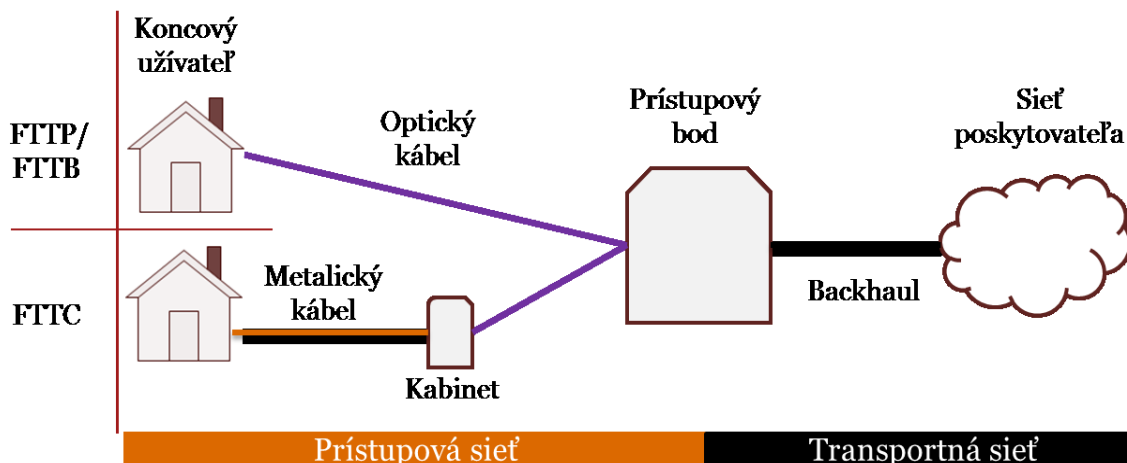 Koncový
užívateľ
FTTP/
FTTB
Optický
kábel
Prístupový
bod
Sieť
poskytovateľa
FTTC
Metalický
kábel
Kabinet
Backhaul
Prístupová sieť
Transportná sieť